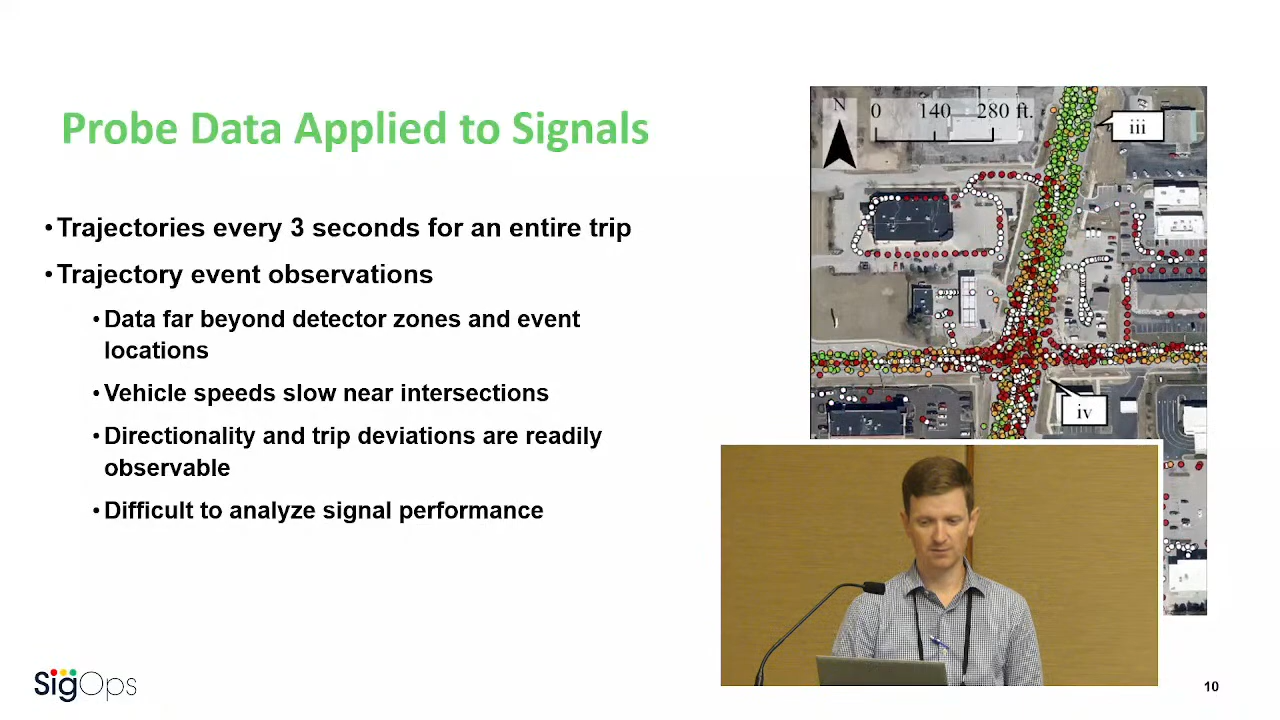 Probe Data Applied to Signals
•Trajectories every 3 seconds for an entire trip
•Trajectory event observations
•Data far beyond detector zones and event
locations
•Vehicle speeds slow near intersections
•Directionality and trip deviations are readily
observable
•Difficult to analyze signal performance
N
0 140 280 ft.
iii
iv
SigOps
10